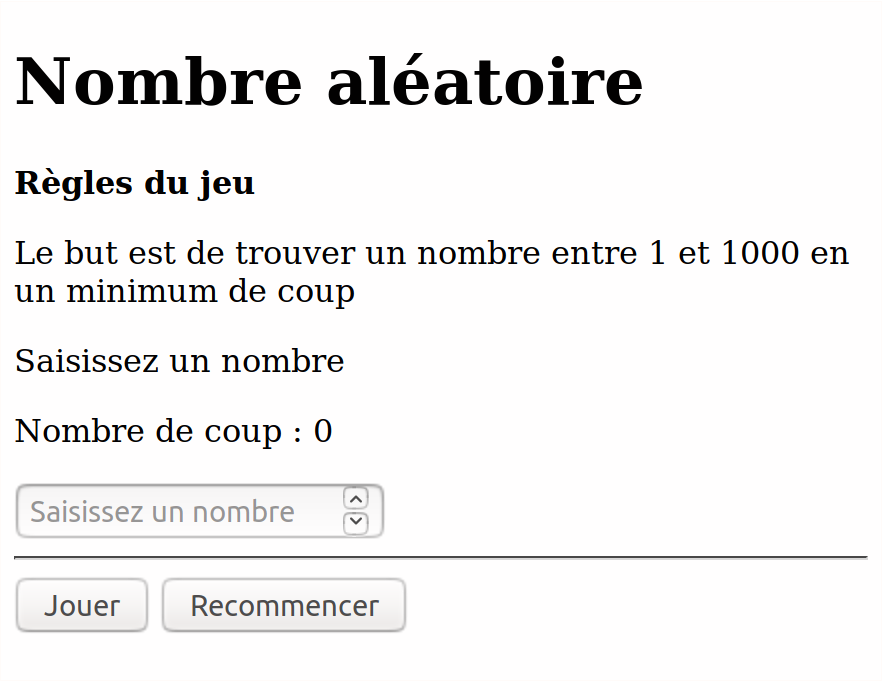 Nombre aléatoire
Règles du jeu
Le but est de trouver un nombre entre 1 et 1000 en
un minimum de coup
Saisissez un nombre
Nombre de coup : 0
Saisissez un nombre
Jouer Recommencer